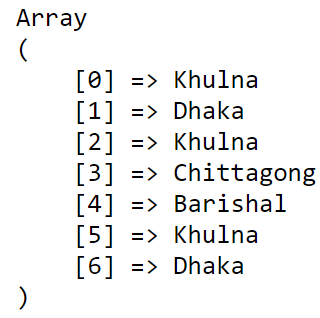 Array
(
[0] => Khulna
[1] => Dhaka
[2] => Khulna
[3] => Chittagong
[4] => Barishal
[5] => Khulna
[6] => Dhaka
)